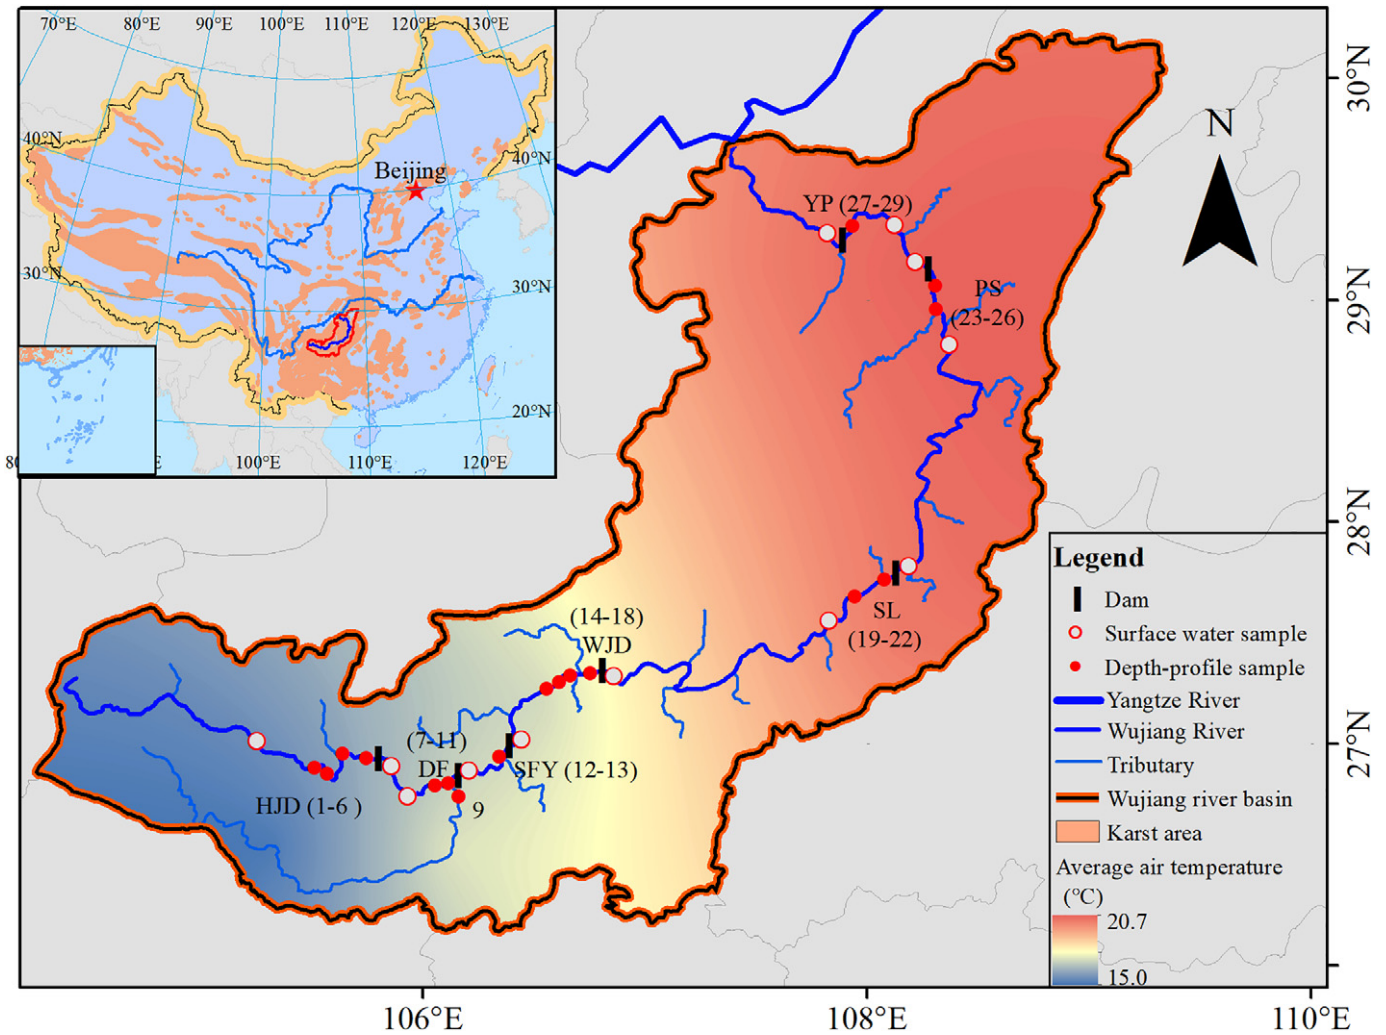 70°E 80°E 90°E 100°E 110°E 120°E 130°E
40°N
40°N
Beijing
30°N
30°N
20°N
80
100°E 110°E 120°E
N
30°N
29°N
28°N
27°N
YP (27-29)
PS
(23-26)
SL
(19-22)
(14-18)
WJD
(7-11)
DF
SFY (12-13)
HJD (1-6 )
9
Legend
Dam
Surface water sample
Depth-profile sample
Yangtze River
Wujiang River
Tributary
Wujiang river basin
Karst area
Average air temperature
(°C)
20.7
15.0
106°E 108°E 110°E